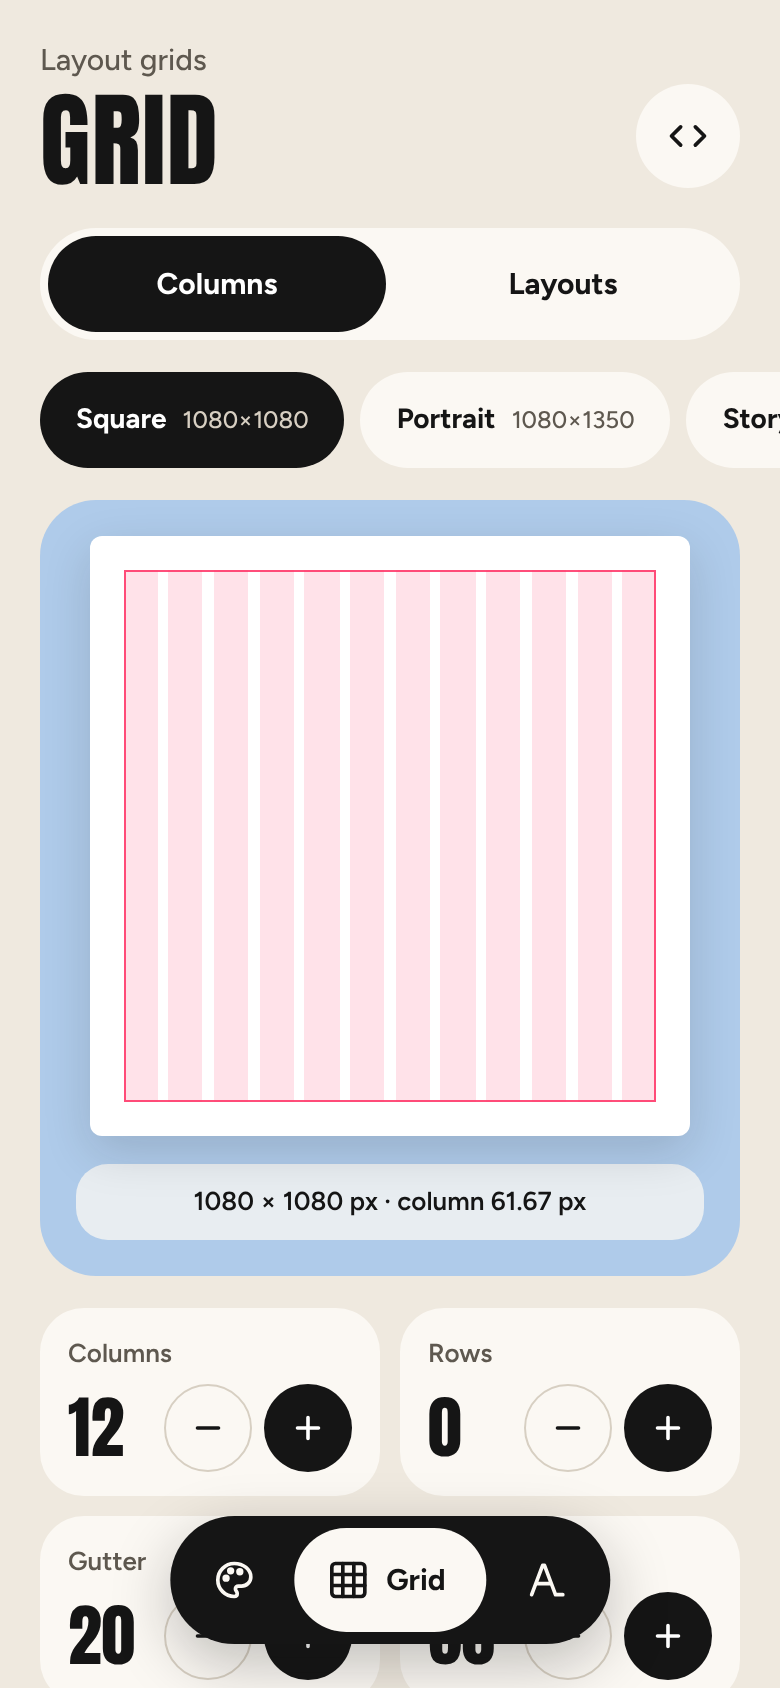 Layout grids
GRID
Columns Layouts
Square 1080×1080 Portrait 1080×1350
1080 × 1080 px · column 61.67 px
Columns Rows
12 0
Gutter
20
Grid